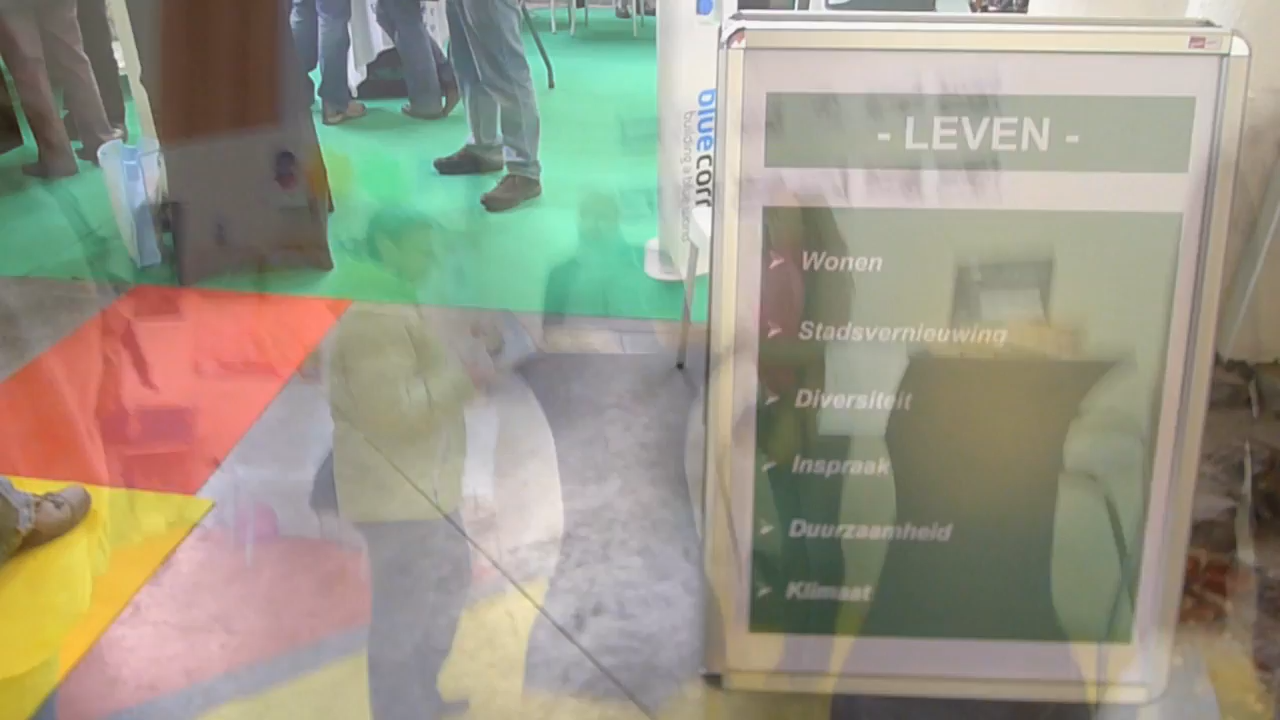 - LEVEN -
Wonen
Stadsvernieuwing
Diversiteit
Inspraak
Duurzaamheid
Klimaat
bluecorr